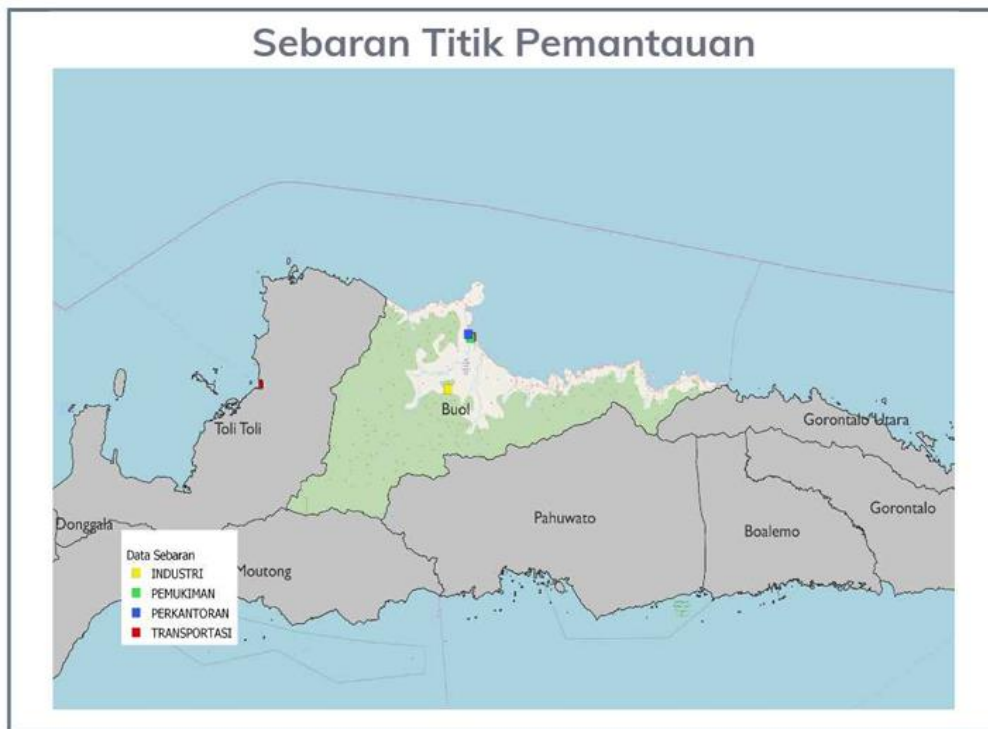 Sebaran Titik Pemantauan
Buol
Toli Toli
Gorontalo Utara
Gorontalo
Donggala
Pahuwato
Boalemo
Moutong
Data Sebaran
INDUSTRI
PEMUKIMAN
PERKANTORAN
TRANSPORTASI